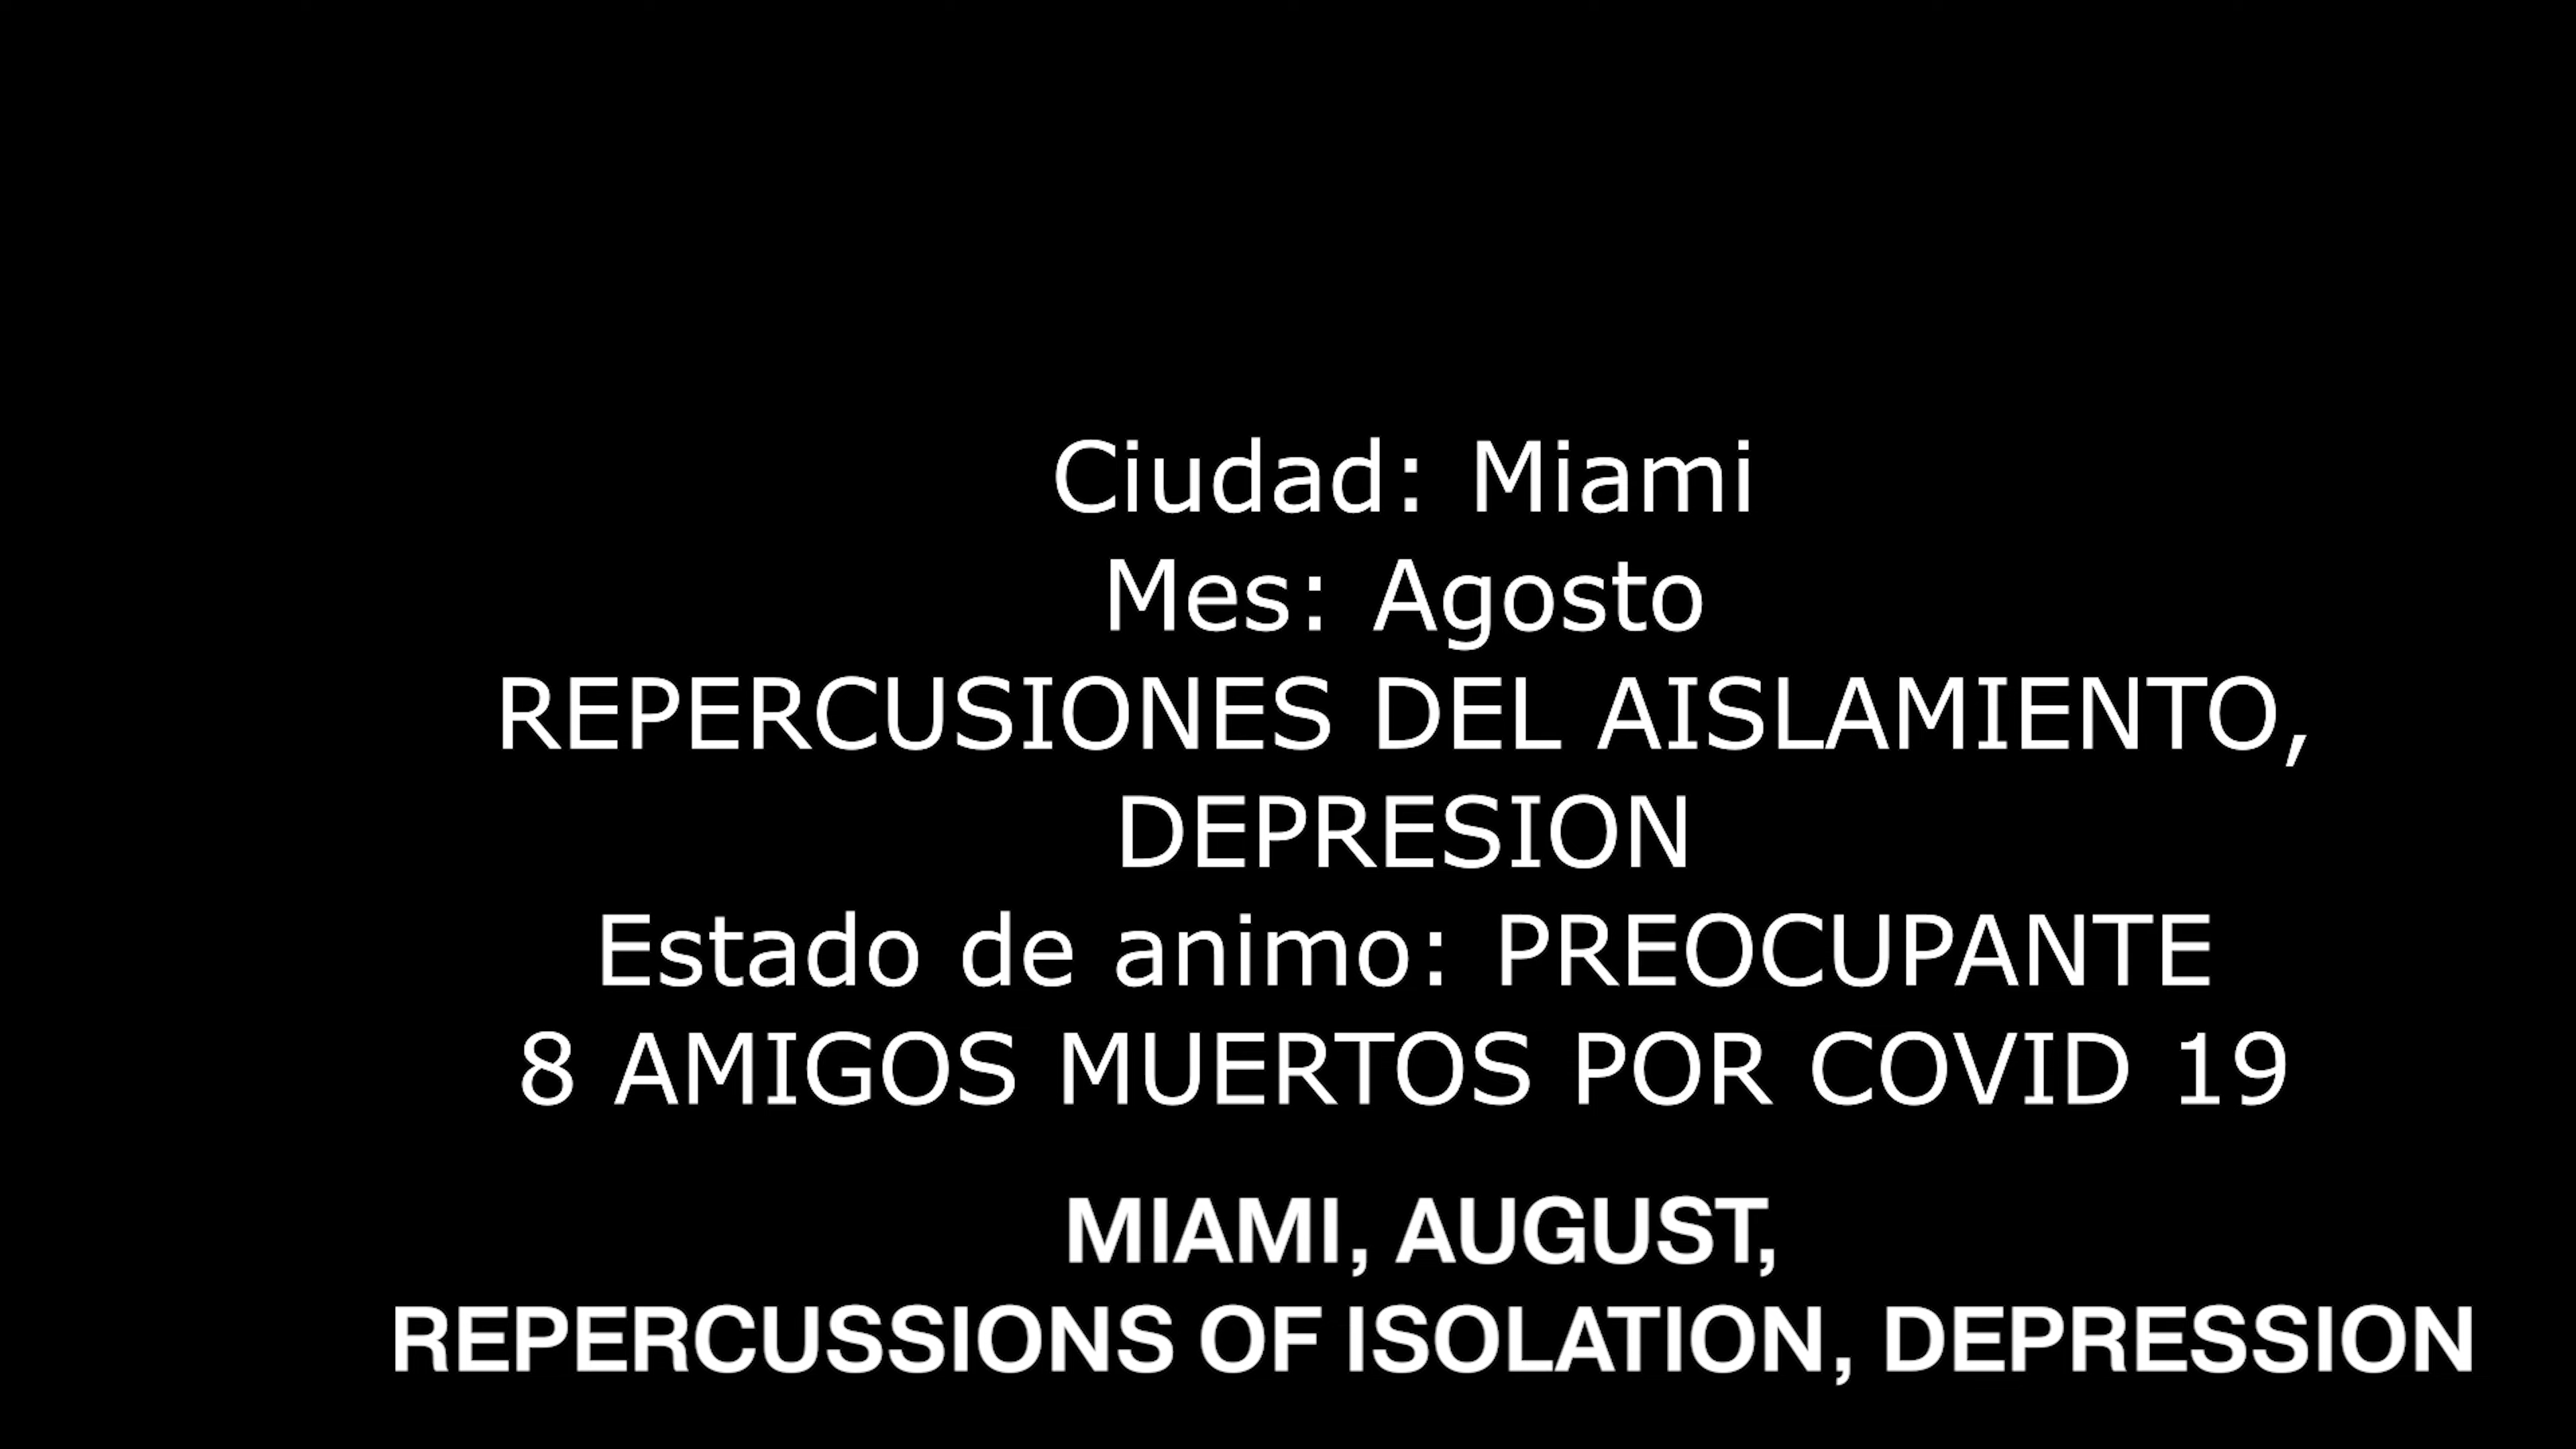 Ciudad: Miami
Mes: Agosto
REPERCUSIONES DEL AISLAMIENTO,
DEPRESION
Estado de animo: PREOCUPANTE
8 AMIGOS MUERTOS POR COVID 19
MIAMI, AUGUST,
REPERCUSSIONS OF ISOLATION, DEPRESSION